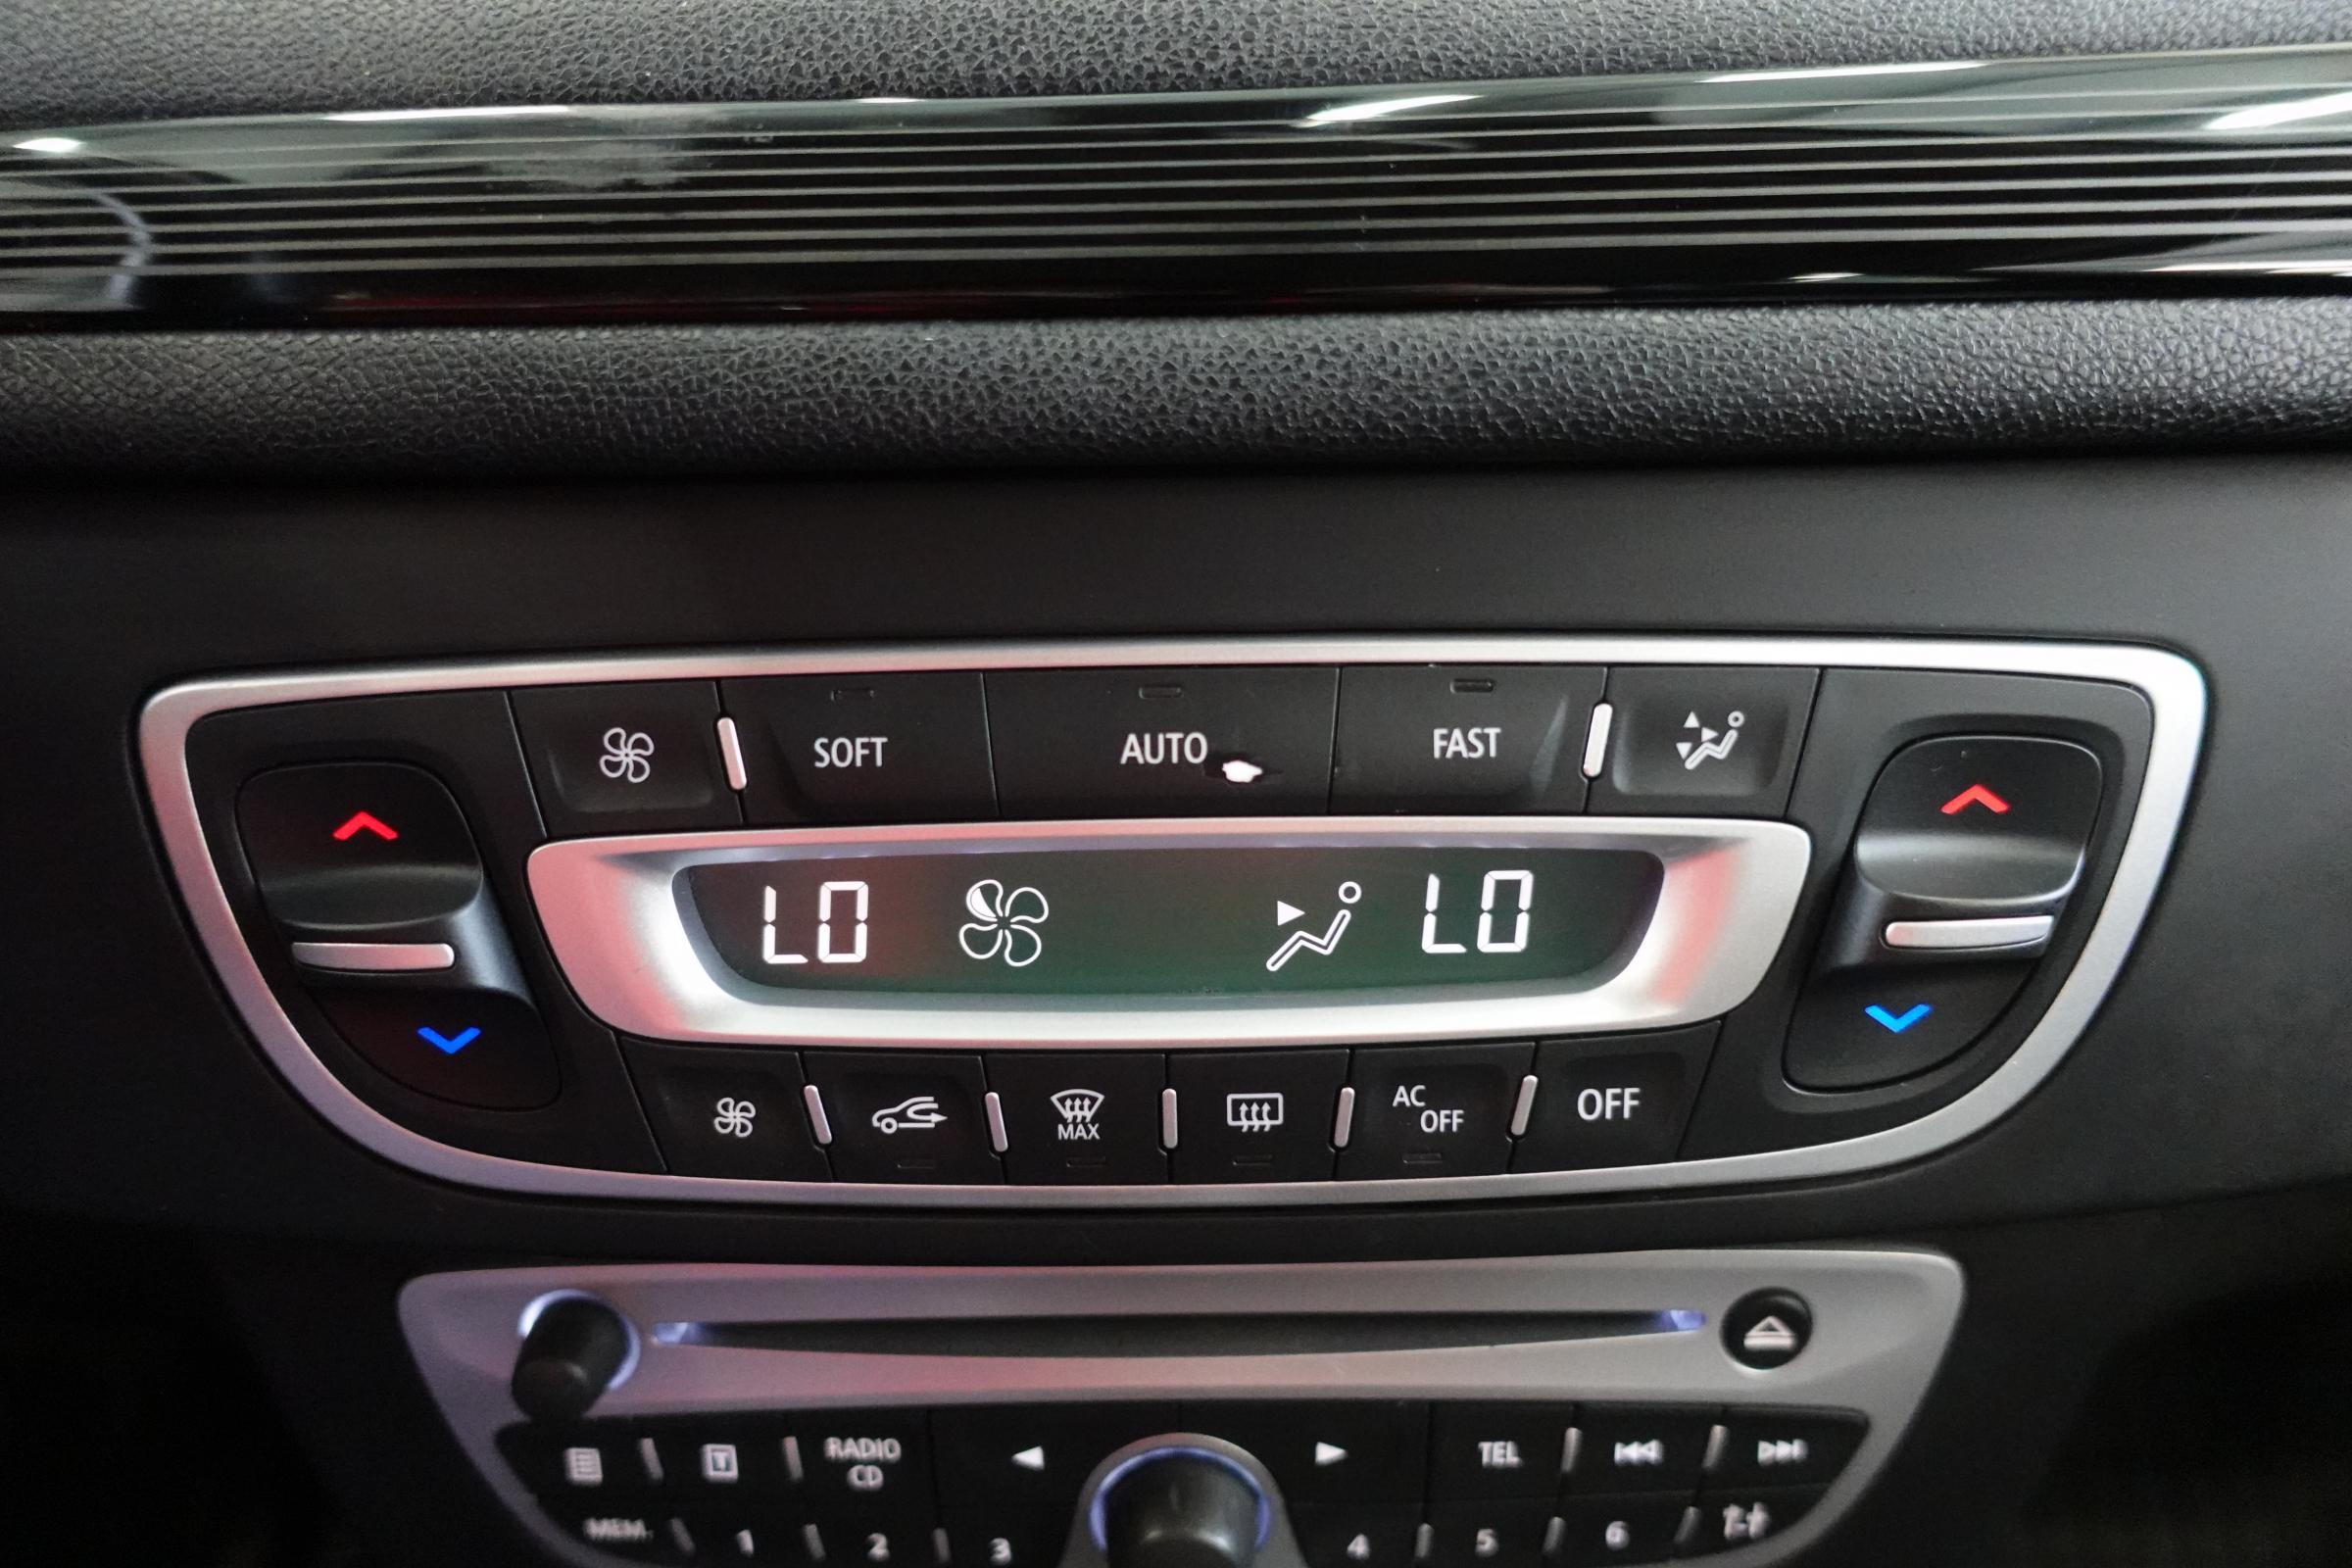 SOFT AUTO FAST
LO LO
MAX
AC
OFF
OFF
RADIO
CD
TEL
MEM 1 2 3 4 5 6